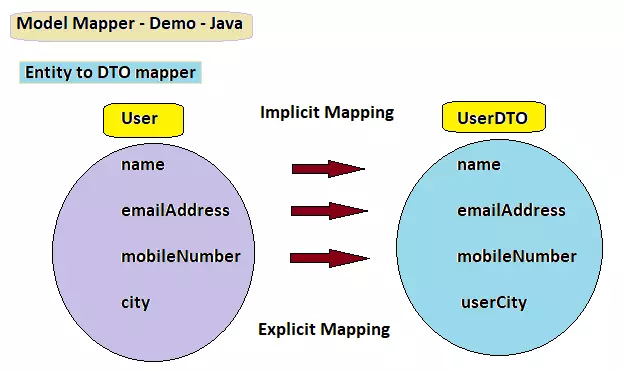 Model Mapper - Demo - Java
Entity to DTO mapper
User
Implicit Mapping
UserDTO
name
name
emailAddress
emailAddress
mobileNumber
mobileNumber
city
userCity
Explicit Mapping